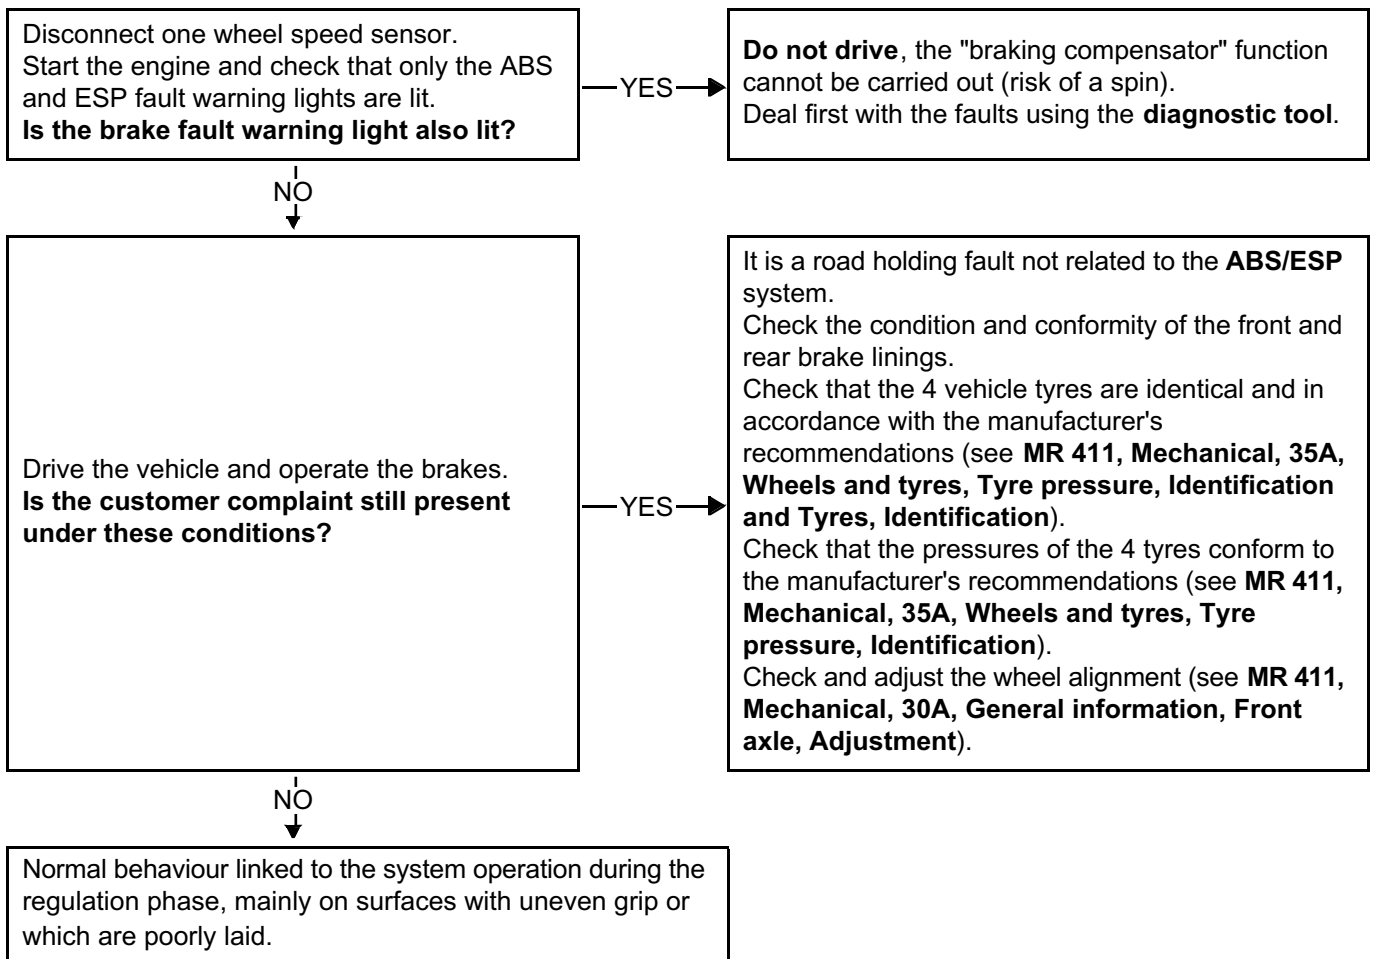 Disconnect one wheel speed sensor.
Start the engine and check that only the ABS
and ESP fault warning lights are lit.
Is the brake fault warning light also lit?
YES
Do not drive, the "braking compensator" function
cannot be carried out (risk of a spin).
Deal first with the faults using the diagnostic tool.
NO
Drive the vehicle and operate the brakes.
Is the customer complaint still present
under these conditions?
YES
It is a road holding fault not related to the ABS/ESP
system.
Check the condition and conformity of the front and
rear brake linings.
Check that the 4 vehicle tyres are identical and in
accordance with the manufacturer's
recommendations (see MR 411, Mechanical, 35A,
Wheels and tyres, Tyre pressure, Identification
and Tyres, Identification).
Check that the pressures of the 4 tyres conform to
the manufacturer's recommendations (see MR 411,
Mechanical, 35A, Wheels and tyres, Tyre
pressure, Identification).
Check and adjust the wheel alignment (see MR 411,
Mechanical, 30A, General information, Front
axle, Adjustment).
NO
Normal behaviour linked to the system operation during the
regulation phase, mainly on surfaces with uneven grip or
which are poorly laid.